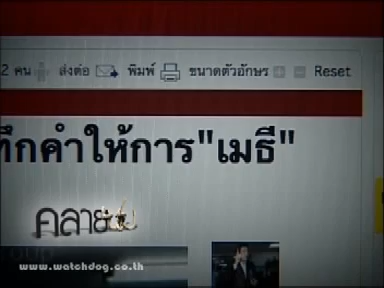 2 คน ส่งต่อ พิมพ์ ขนาดตัวอักษร Reset
ทึกคำให้การ"เมธี"
คลาย
www.watchdog.co.th